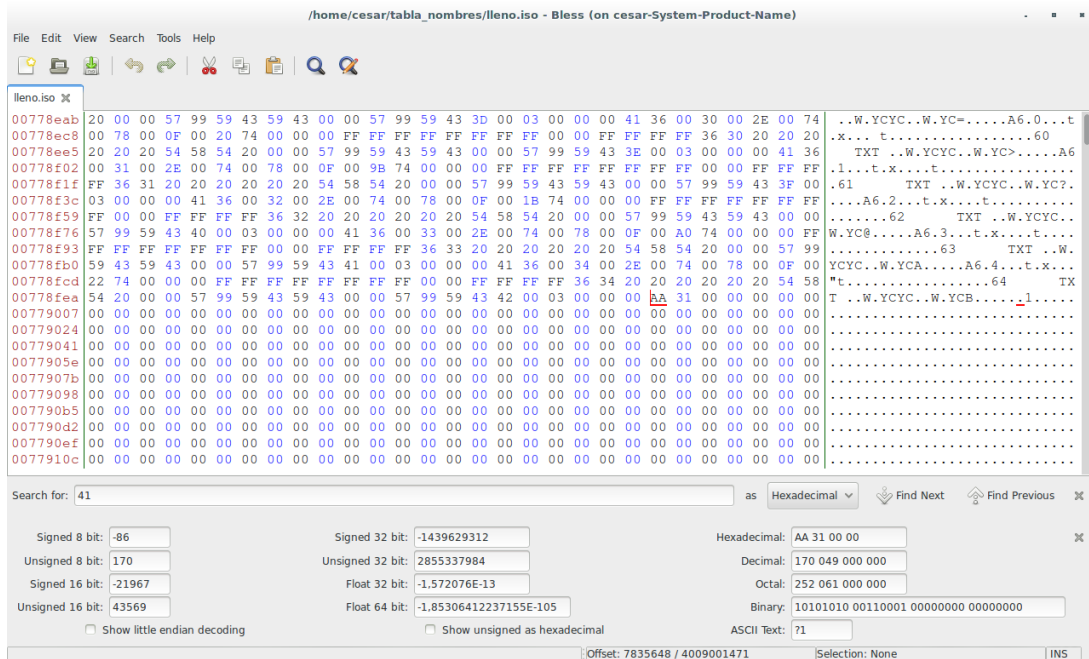 /home/cesar/tabla_nombres/lleno.iso - Bless (on cesar-System-Product-Name)
File Edit View Search Tools Help
lleno.iso
00778eab 20 00 00 57 99 59 43 59 43 00 00 57 99 59 43 3D 00 03 00 00 00 41 36 00 30 00 2E 00 74 ..W.YCYC..W.YC=.....A6.0...t
00778ec8 00 78 00 0F 00 20 74 00 00 00 FF FF FF FF FF FF FF FF 00 00 FF FF FF FF 36 30 20 20 20 .x... t.................60
00778ee5 20 20 20 54 58 54 20 00 00 57 99 59 43 59 43 00 00 57 99 59 43 3E 00 03 00 00 00 41 36 TXT ..W.YCYC..W.YC>.....A6
00778f02 00 31 00 2E 00 74 00 78 00 0F 00 9B 74 00 00 00 FF FF FF FF FF FF FF FF 00 00 FF FF FF .1...t.x....t................
00778f1f FF 36 31 20 20 20 20 20 20 54 58 54 20 00 00 57 99 59 43 59 43 00 00 57 99 59 43 3F 00 .61      TXT ..W.YCYC..W.YC?.
00778f3c 03 00 00 00 41 36 00 32 00 2E 00 74 00 78 00 0F 00 1B 74 00 00 00 FF FF FF FF FF FF FF ....A6.2...t.x....t..........
00778f59 FF 00 00 FF FF FF FF 36 32 20 20 20 20 20 20 54 58 54 20 00 00 57 99 59 43 59 43 00 00 .......62      TXT ..W.YCYC..
00778f76 57 99 59 43 40 00 03 00 00 00 41 36 00 33 00 2E 00 74 00 78 00 0F 00 A0 74 00 00 00 FF W.YC@.....A6.3...t.x....t....
00778f93 FF FF FF FF FF FF FF 00 00 FF FF FF FF 36 33 20 20 20 20 20 20 54 58 54 20 00 00 57 99 .............63      TXT ..W.
00778fb0 59 43 59 43 00 00 57 99 59 43 41 00 03 00 00 00 41 36 00 34 00 2E 00 74 00 78 00 0F 00 YCYC..W.YCA.....A6.4...t.x...
00778fcd 22 74 00 00 00 FF FF FF FF FF FF FF FF 00 00 FF FF FF FF 36 34 20 20 20 20 20 20 54 58 "t.................64      TX
00778fea 54 20 00 00 57 99 59 43 59 43 00 00 57 99 59 43 42 00 03 00 00 00 AA 31 00 00 00 00 00 T ..W.YCYC..W.YCB......1.....
00779007 00 00 00 00 00 00 00 00 00 00 00 00 00 00 00 00 00 00 00 00 00 00 00 00 00 00 00 00 00 .............................
00779024 00 00 00 00 00 00 00 00 00 00 00 00 00 00 00 00 00 00 00 00 00 00 00 00 00 00 00 00 00 .............................
00779041 00 00 00 00 00 00 00 00 00 00 00 00 00 00 00 00 00 00 00 00 00 00 00 00 00 00 00 00 00 .............................
0077905e 00 00 00 00 00 00 00 00 00 00 00 00 00 00 00 00 00 00 00 00 00 00 00 00 00 00 00 00 00 .............................
0077907b 00 00 00 00 00 00 00 00 00 00 00 00 00 00 00 00 00 00 00 00 00 00 00 00 00 00 00 00 00 .............................
00779098 00 00 00 00 00 00 00 00 00 00 00 00 00 00 00 00 00 00 00 00 00 00 00 00 00 00 00 00 00 .............................
007790b5 00 00 00 00 00 00 00 00 00 00 00 00 00 00 00 00 00 00 00 00 00 00 00 00 00 00 00 00 00 .............................
007790d2 00 00 00 00 00 00 00 00 00 00 00 00 00 00 00 00 00 00 00 00 00 00 00 00 00 00 00 00 00 .............................
007790ef 00 00 00 00 00 00 00 00 00 00 00 00 00 00 00 00 00 00 00 00 00 00 00 00 00 00 00 00 00 .............................
0077910c 00 00 00 00 00 00 00 00 00 00 00 00 00 00 00 00 00 00 00 00 00 00 00 00 00 00 00 00 00 .............................
Search for: 41 as Hexadecimal Find Next Find Previous
Signed 8 bit: -86 Signed 32 bit: -1439629312 Hexadecimal: AA 31 00 00
Unsigned 8 bit: 170 Unsigned 32 bit: 2855337984 Decimal: 170 049 000 000
Signed 16 bit: -21967 Float 32 bit: -1,572076E-13 Octal: 252 061 000 000
Unsigned 16 bit: 43569 Float 64 bit: -1,85306412237155E-105 Binary: 10101010 00110001 00000000 00000000
Show little endian decoding Show unsigned as hexadecimal ASCII Text: ?1
Offset: 7835648 / 4009001471 Selection: None INS